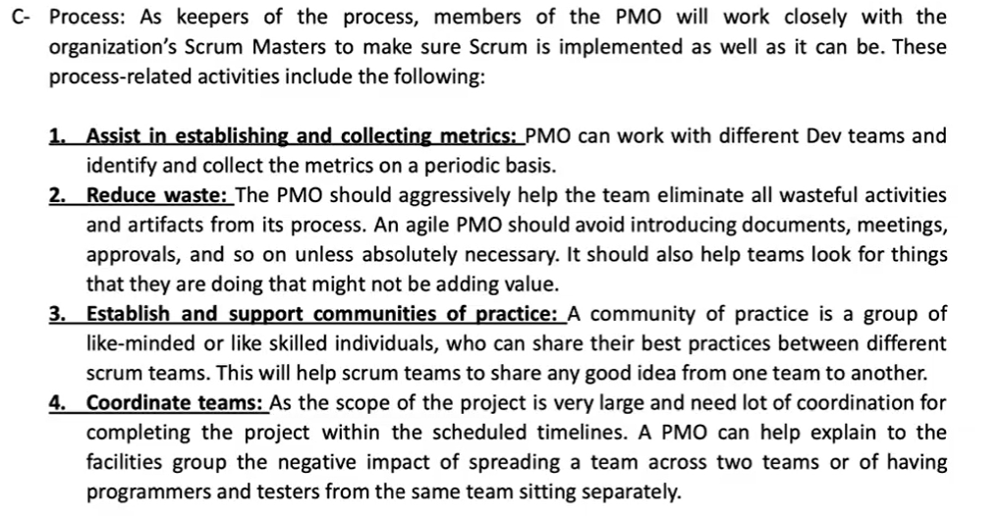 C- Process: As keepers of the process, members of the PMO will work closely with the
organization’s Scrum Masters to make sure Scrum is implemented as well as it can be. These
process-related activities include the following:
1. Assist in establishing and collecting metrics: PMO can work with different Dev teams and
identify and collect the metrics on a periodic basis.
2. Reduce waste: The PMO should aggressively help the team eliminate all wasteful activities
and artifacts from its process. An agile PMO should avoid introducing documents, meetings,
approvals, and so on unless absolutely necessary. It should also help teams look for things
that they are doing that might not be adding value.
3. Establish and support communities of practice: A community of practice is a group of
like-minded or like skilled individuals, who can share their best practices between different
scrum teams. This will help scrum teams to share any good idea from one team to another.
4. Coordinate teams: As the scope of the project is very large and need lot of coordination for
completing the project within the scheduled timelines. A PMO can help explain to the
facilities group the negative impact of spreading a team across two teams or of having
programmers and testers from the same team sitting separately.